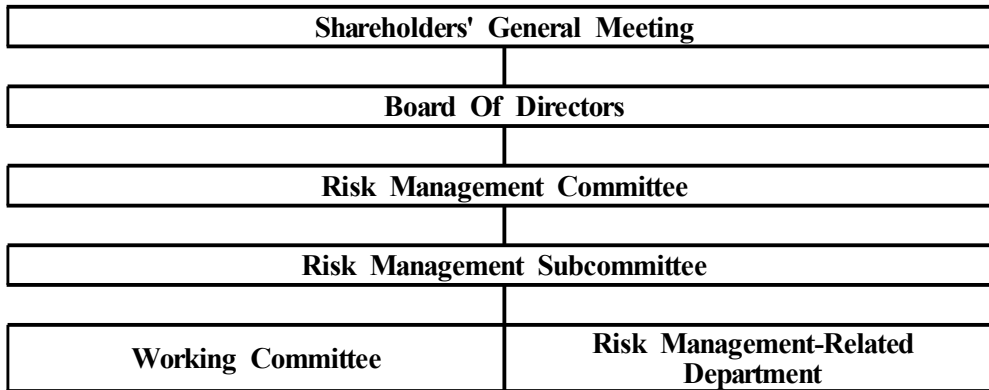 Shareholders' General Meeting
Board Of Directors
Risk Management Committee
Risk Management Subcommittee
Working Committee
Risk Management-Related
Department